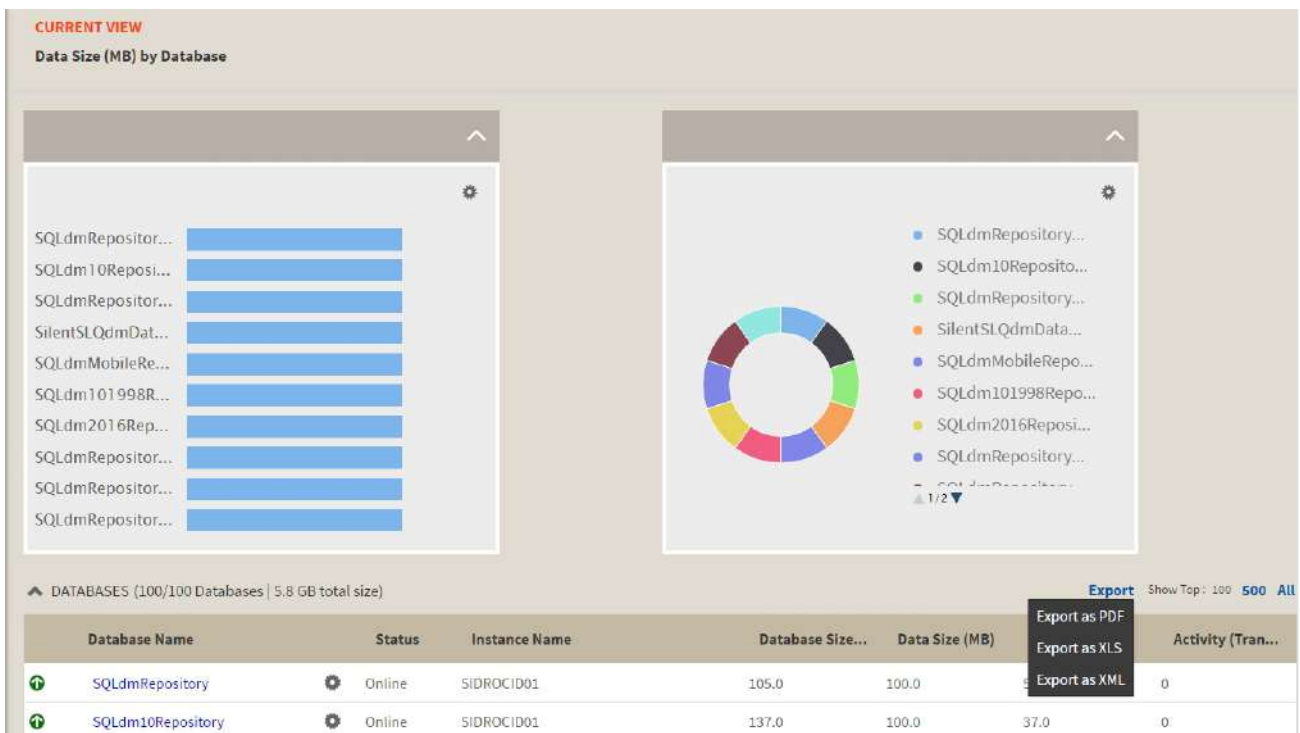 CURRENT VIEW
Data Size (MB) by Database
SQLdmRepositor...
SQLdm10Reposi...
SQLdmRepositor...
SilentSLQdmDat...
SQLdmMobileRe...
SQLdm101998R...
SQLdm2016Rep...
SQLdmRepositor...
SQLdmRepositor...
SQLdmRepositor...
SQLdmRepository...
SQLdm10Reposito...
SQLdmRepository...
SilentSLQdmData...
SQLdmMobileRepo...
SQLdm101998Repo...
SQLdm2016Reposi...
SQLdmRepository...
1/2
DATABASES (100/100 Databases | 5.8 GB total size) Export Show Top: 100 500 All
Export as PDF
Export as XLS
Export as XML
Database Name Status Instance Name Database Size... Data Size (MB) Activity (Tran...
SQLdmRepository Online SIDROCID01 105.0 100.0 0
SQLdm10Repository Online SIDROCID01 137.0 100.0 37.0 0